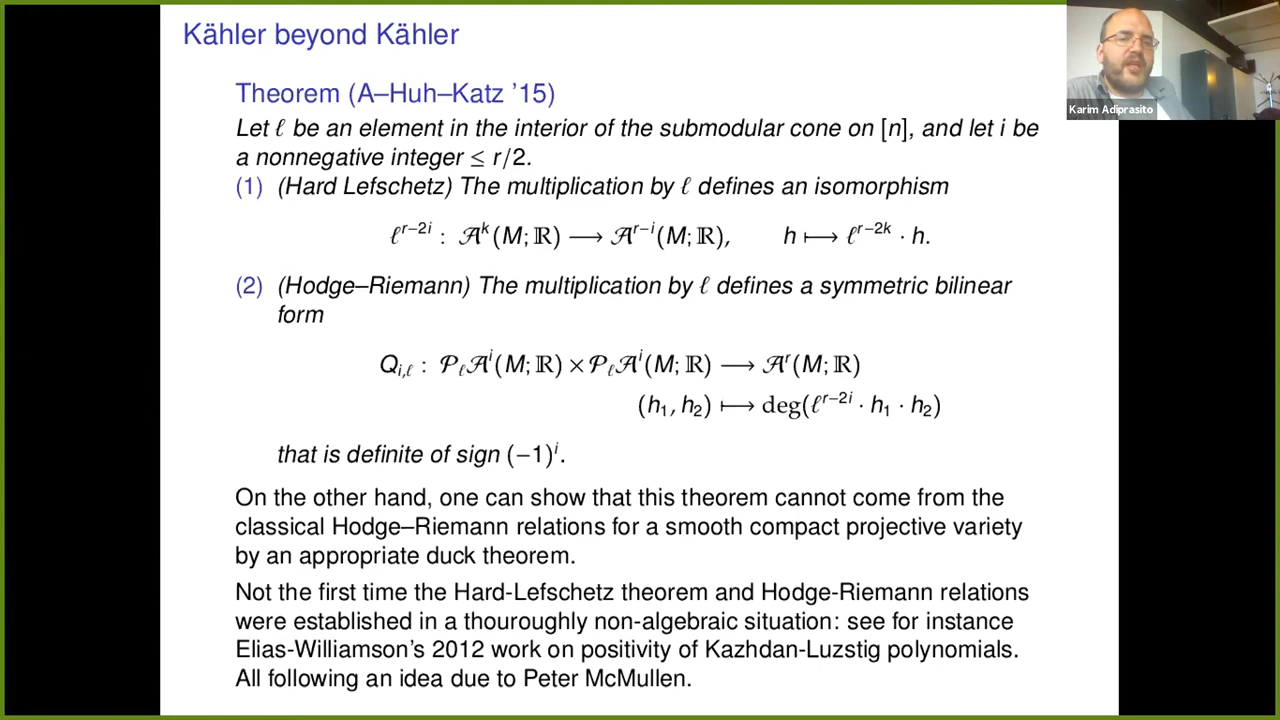 Kähler beyond Kähler
Karim Adiprasito
Theorem (A–Huh–Katz ’15)
Let ℓ be an element in the interior of the submodular cone on [n], and let i be
a nonnegative integer ≤ r/2.
(1) (Hard Lefschetz) The multiplication by ℓ defines an isomorphism
ℓ^{r−2i} : 𝒜^k(M; ℝ) ⟶ 𝒜^{r−i}(M; ℝ), h ⟼ ℓ^{r−2k} · h.
(2) (Hodge–Riemann) The multiplication by ℓ defines a symmetric bilinear
form
Q_{i,ℓ} : 𝒫_ℓ𝒜^i(M; ℝ) × 𝒫_ℓ𝒜^i(M; ℝ) ⟶ 𝒜^r(M; ℝ)
(h₁, h₂) ⟼ deg(ℓ^{r−2i} · h₁ · h₂)
that is definite of sign (−1)^i.
On the other hand, one can show that this theorem cannot come from the
classical Hodge–Riemann relations for a smooth compact projective variety
by an appropriate duck theorem.
Not the first time the Hard-Lefschetz theorem and Hodge-Riemann relations
were established in a thouroughly non-algebraic situation: see for instance
Elias-Williamson’s 2012 work on positivity of Kazhdan-Luzstig polynomials.
All following an idea due to Peter McMullen.